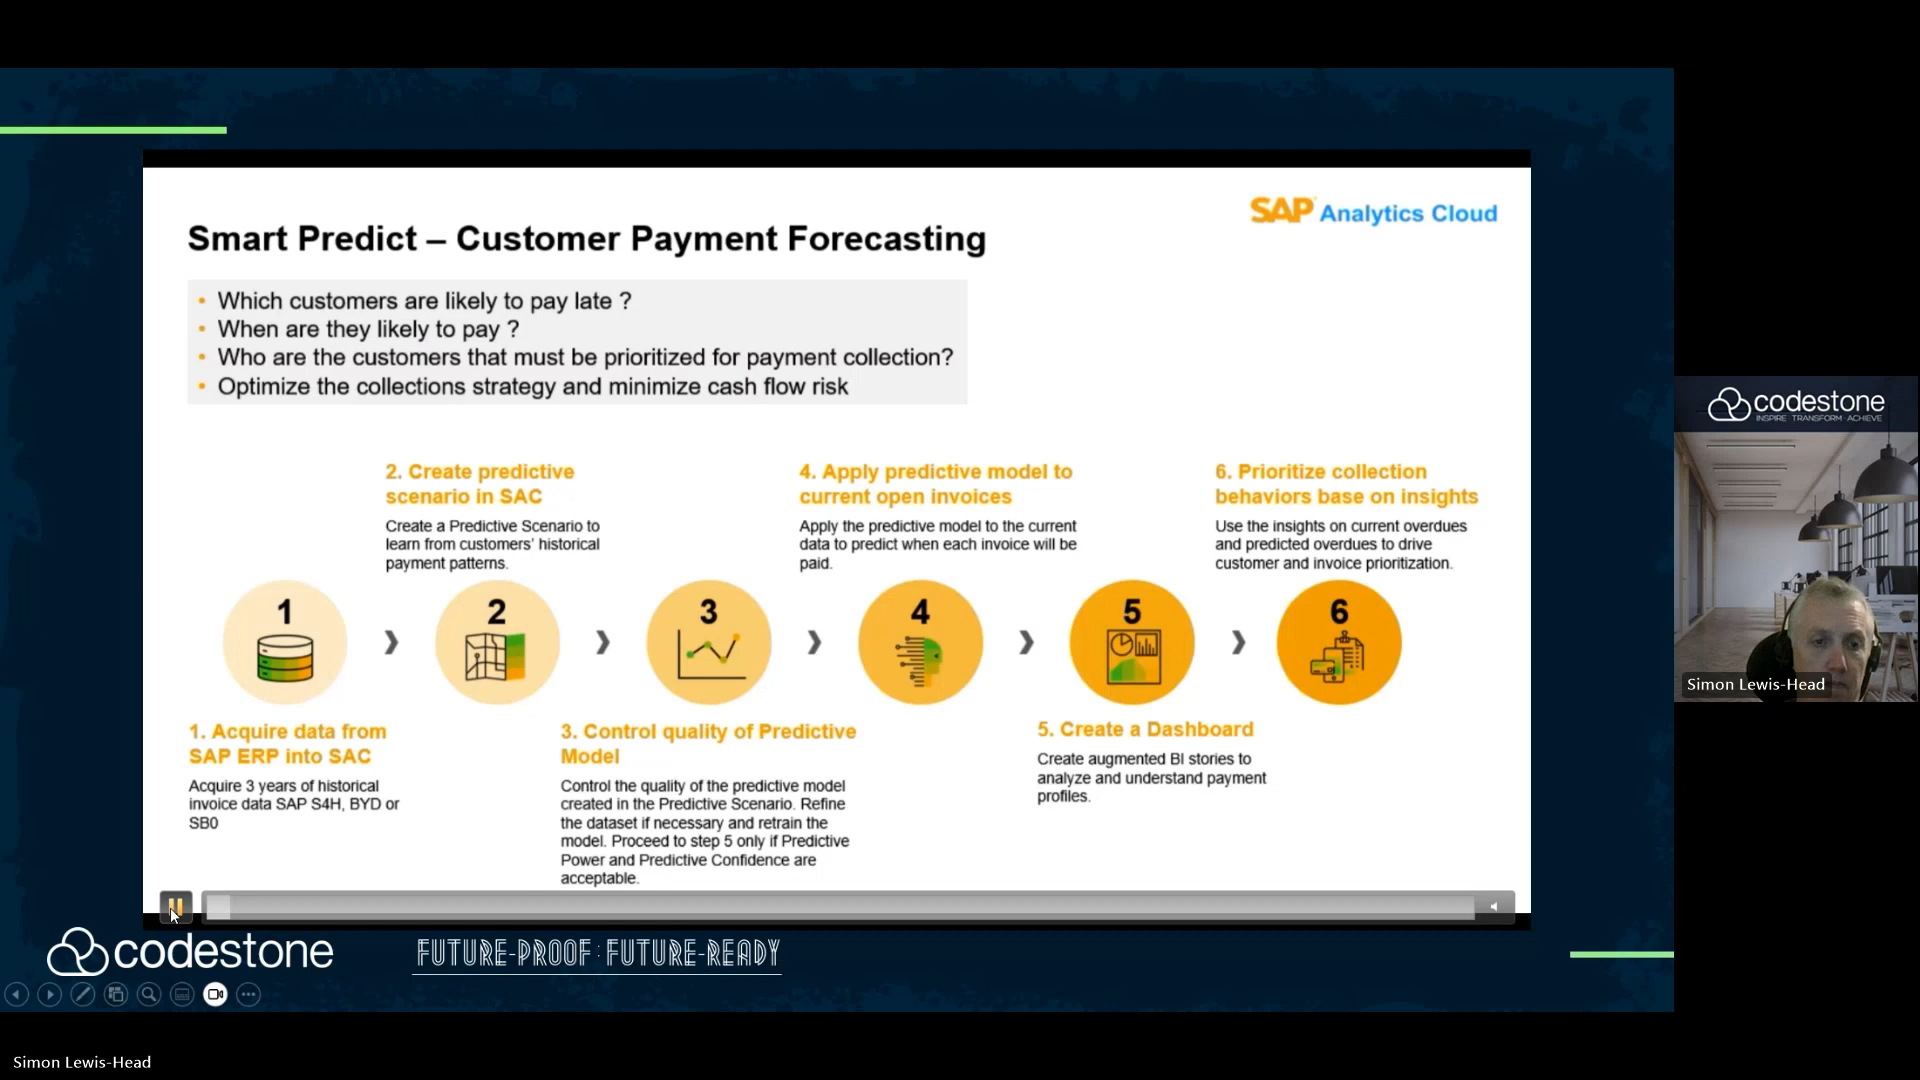 SAP Analytics Cloud
Smart Predict – Customer Payment Forecasting
• Which customers are likely to pay late ?
• When are they likely to pay ?
• Who are the customers that must be prioritized for payment collection?
• Optimize the collections strategy and minimize cash flow risk
2. Create predictive
scenario in SAC
Create a Predictive Scenario to
learn from customers' historical
payment patterns.
4. Apply predictive model to
current open invoices
Apply the predictive model to the current
data to predict when each invoice will be
paid.
6. Prioritize collection
behaviors base on insights
Use the insights on current overdues
and predicted overdues to drive
customer and invoice prioritization.
1
2
3
4
5
6
1. Acquire data from
SAP ERP into SAC
Acquire 3 years of historical
invoice data SAP S4H, BYD or
SB0
3. Control quality of Predictive
Model
Control the quality of the predictive model
created in the Predictive Scenario. Refine
the dataset if necessary and retrain the
model. Proceed to step 5 only if Predictive
Power and Predictive Confidence are
acceptable.
5. Create a Dashboard
Create augmented BI stories to
analyze and understand payment
profiles.
codestone
FUTURE-PROOF : FUTURE-READY
codestone
INSPIRE TRANSFORM ACHIEVE
Simon Lewis-Head
Simon Lewis-Head